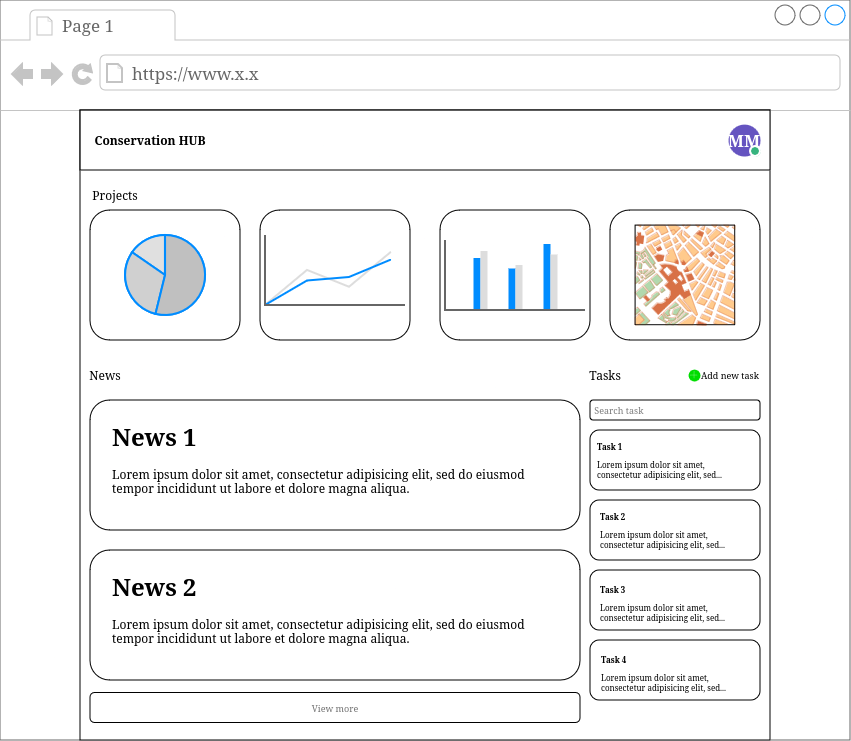 Page 1
https://www.x.x
Conservation HUB
MM
Projects
News
Tasks
Add new task
Search task
News 1
Lorem ipsum dolor sit amet, consectetur adipisicing elit, sed do eiusmod
tempor incididunt ut labore et dolore magna aliqua.
News 2
Lorem ipsum dolor sit amet, consectetur adipisicing elit, sed do eiusmod
tempor incididunt ut labore et dolore magna aliqua.
View more
Task 1
Lorem ipsum dolor sit amet,
consectetur adipisicing elit, sed...
Task 2
Lorem ipsum dolor sit amet,
consectetur adipisicing elit, sed...
Task 3
Lorem ipsum dolor sit amet,
consectetur adipisicing elit, sed...
Task 4
Lorem ipsum dolor sit amet,
consectetur adipisicing elit, sed...